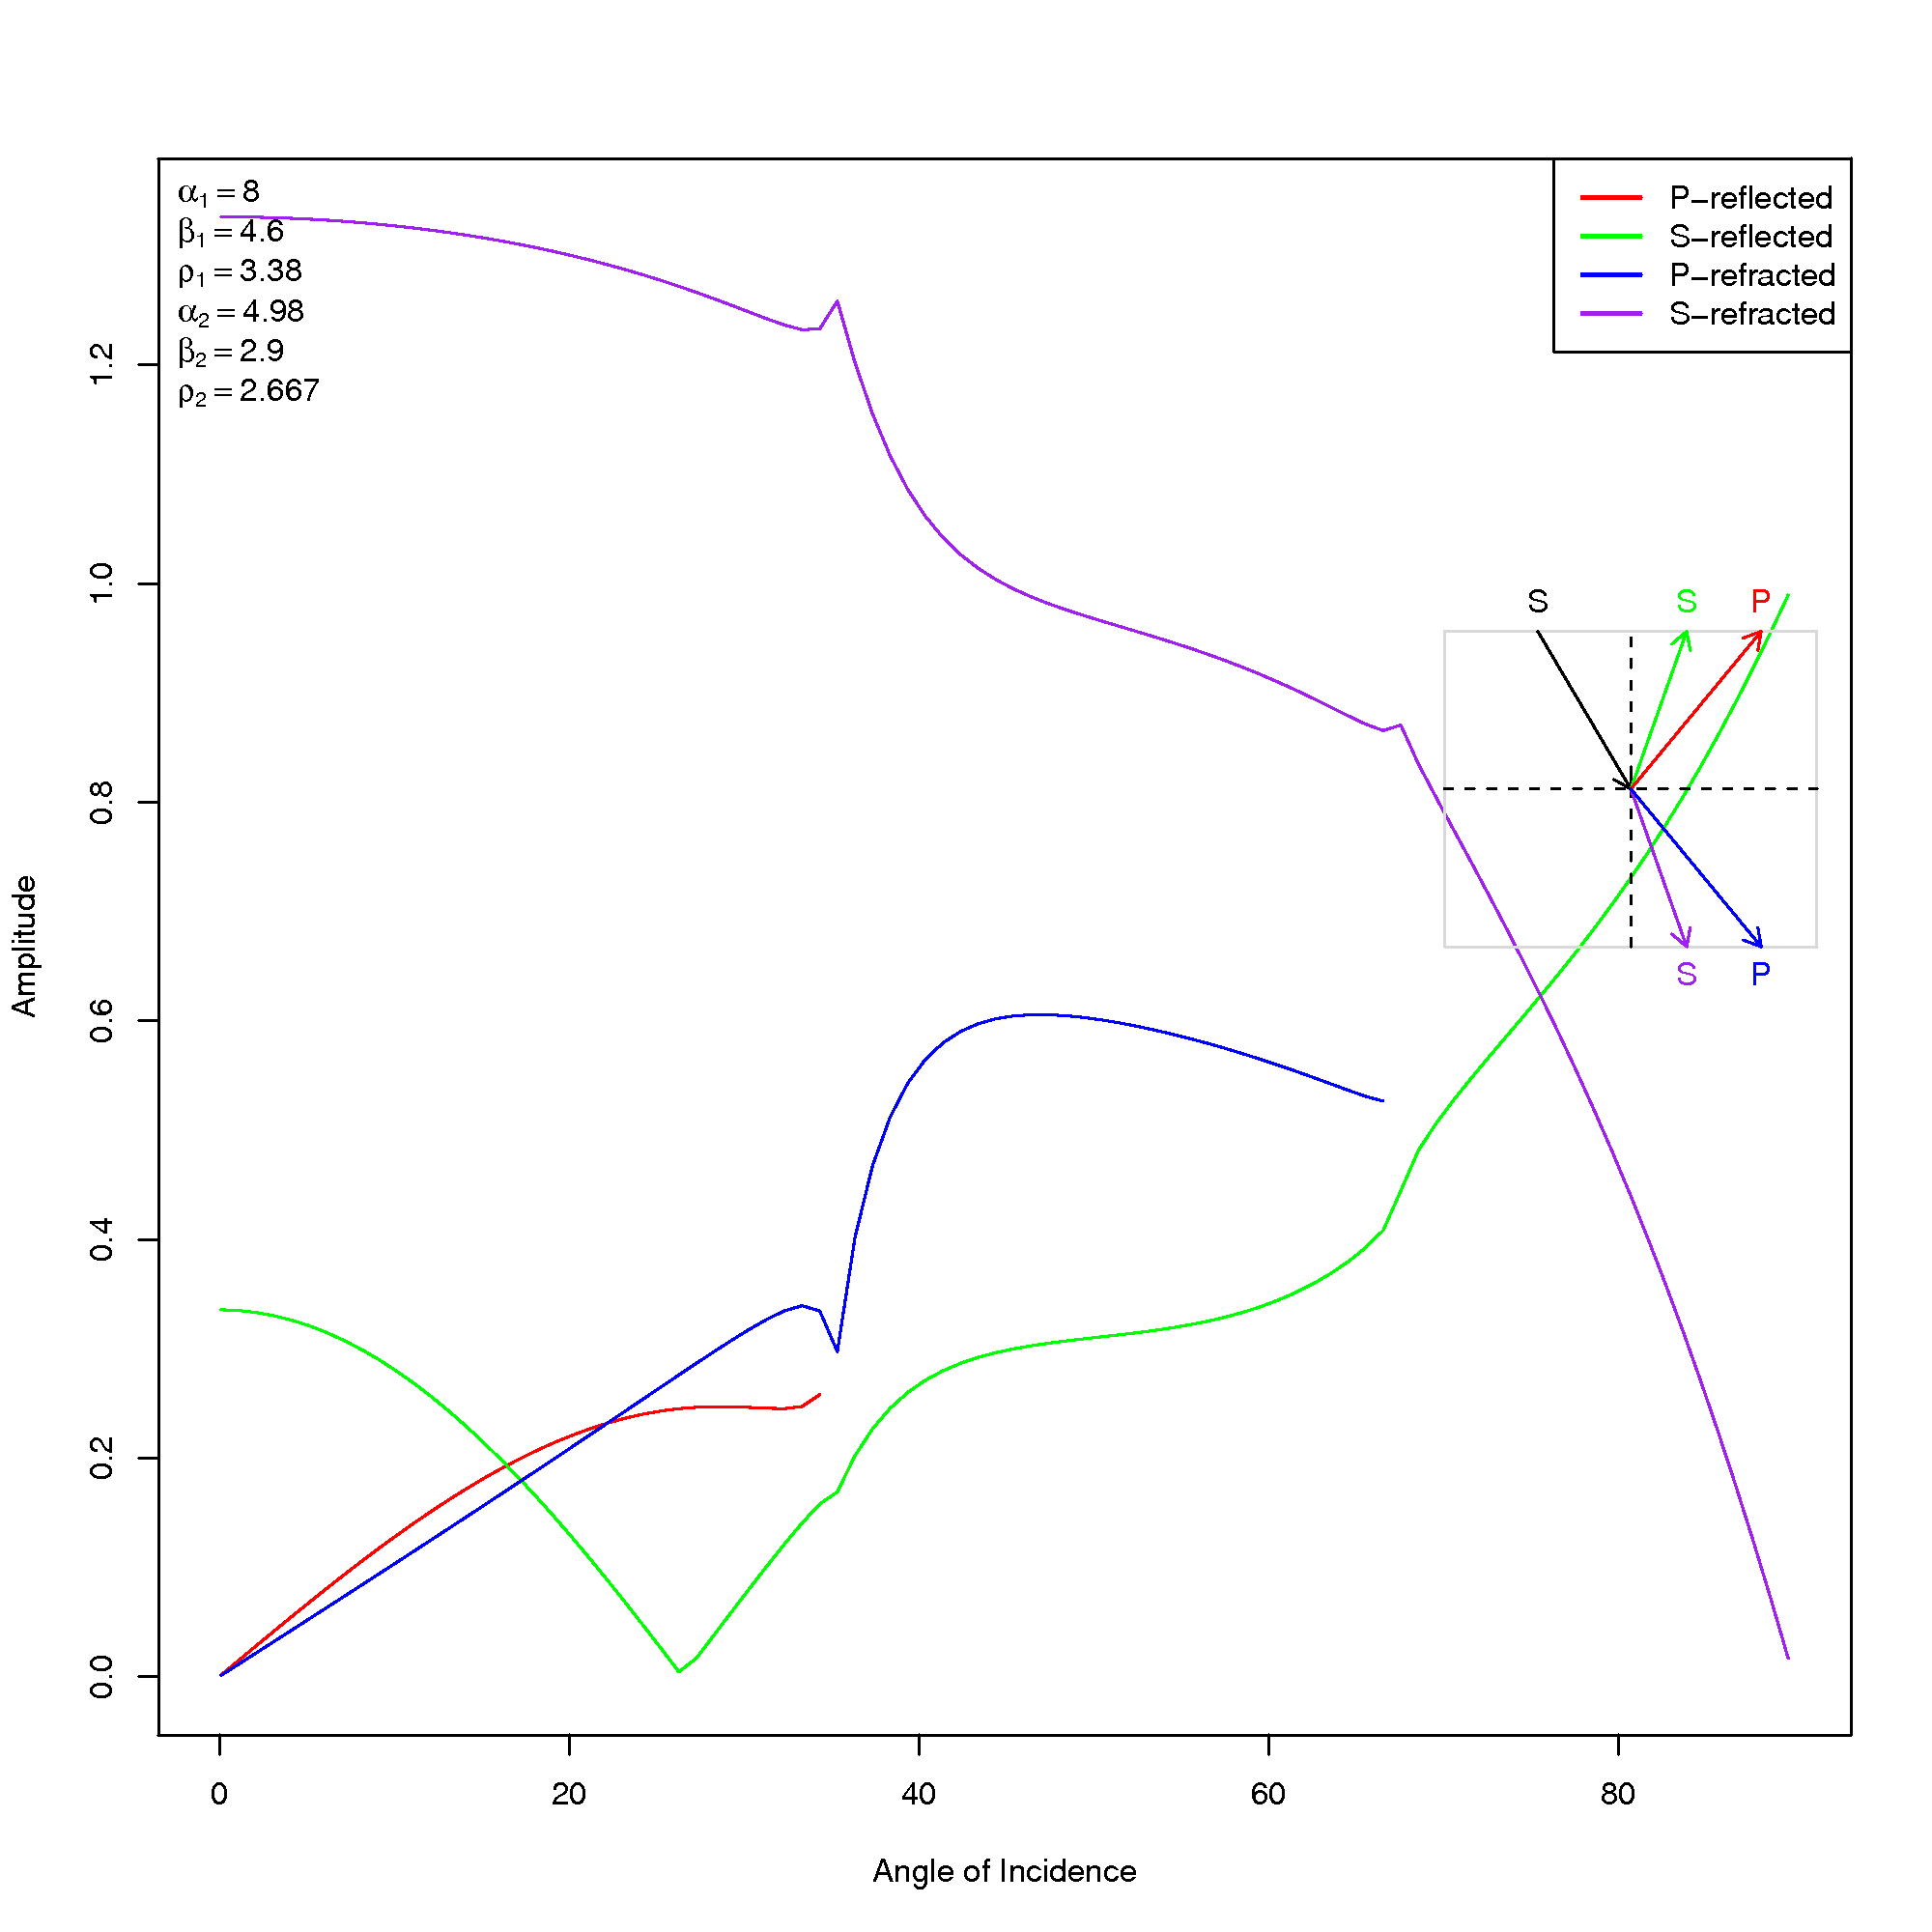 α₁ = 8
β₁ = 4.6
ρ₁ = 3.38
α₂ = 4.98
β₂ = 2.9
ρ₂ = 2.667
P−reflected
S−reflected
P−refracted
S−refracted
S S P
S P
Amplitude
1.2
1.0
0.8
0.6
0.4
0.2
0.0
0 20 40 60 80
Angle of Incidence